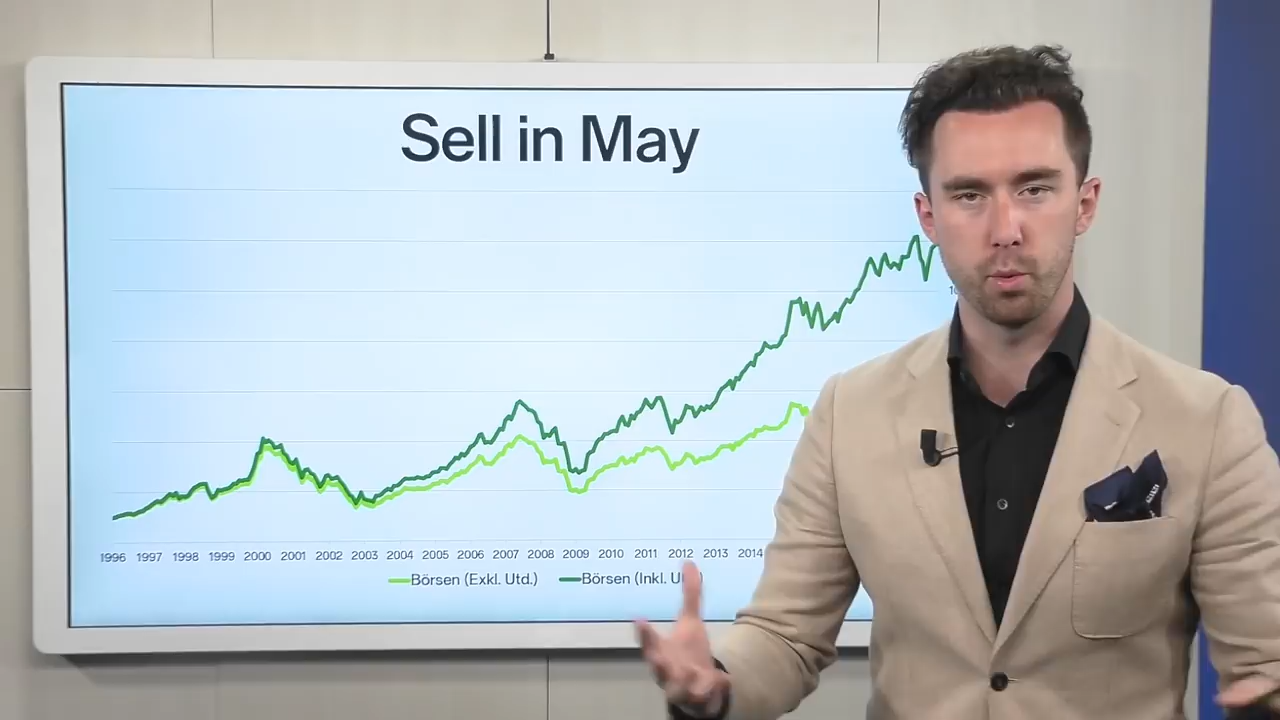 Sell in May
10
1996 1997 1998 1999 2000 2001 2002 2003 2004 2005 2006 2007 2008 2009 2010 2011 2012 2013 2014
Börsen (Exkl. Utd.) Börsen (Inkl. U )